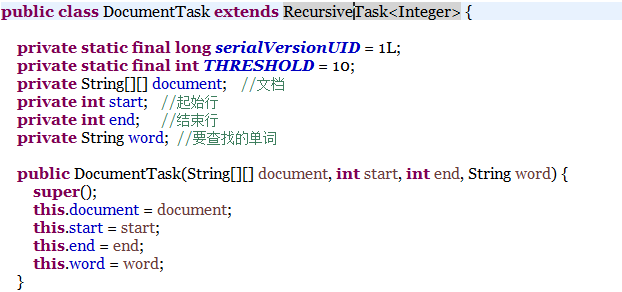 public class DocumentTask extends RecursiveTask<Integer> {
private static final long serialVersionUID = 1L;
private static final int THRESHOLD = 10;
private String[][] document;   //文档
private int start;   //起始行
private int end;     //结束行
private String word;  //要查找的单词
public DocumentTask(String[][] document, int start, int end, String word) {
super();
this.document = document;
this.start = start;
this.end = end;
this.word = word;
}